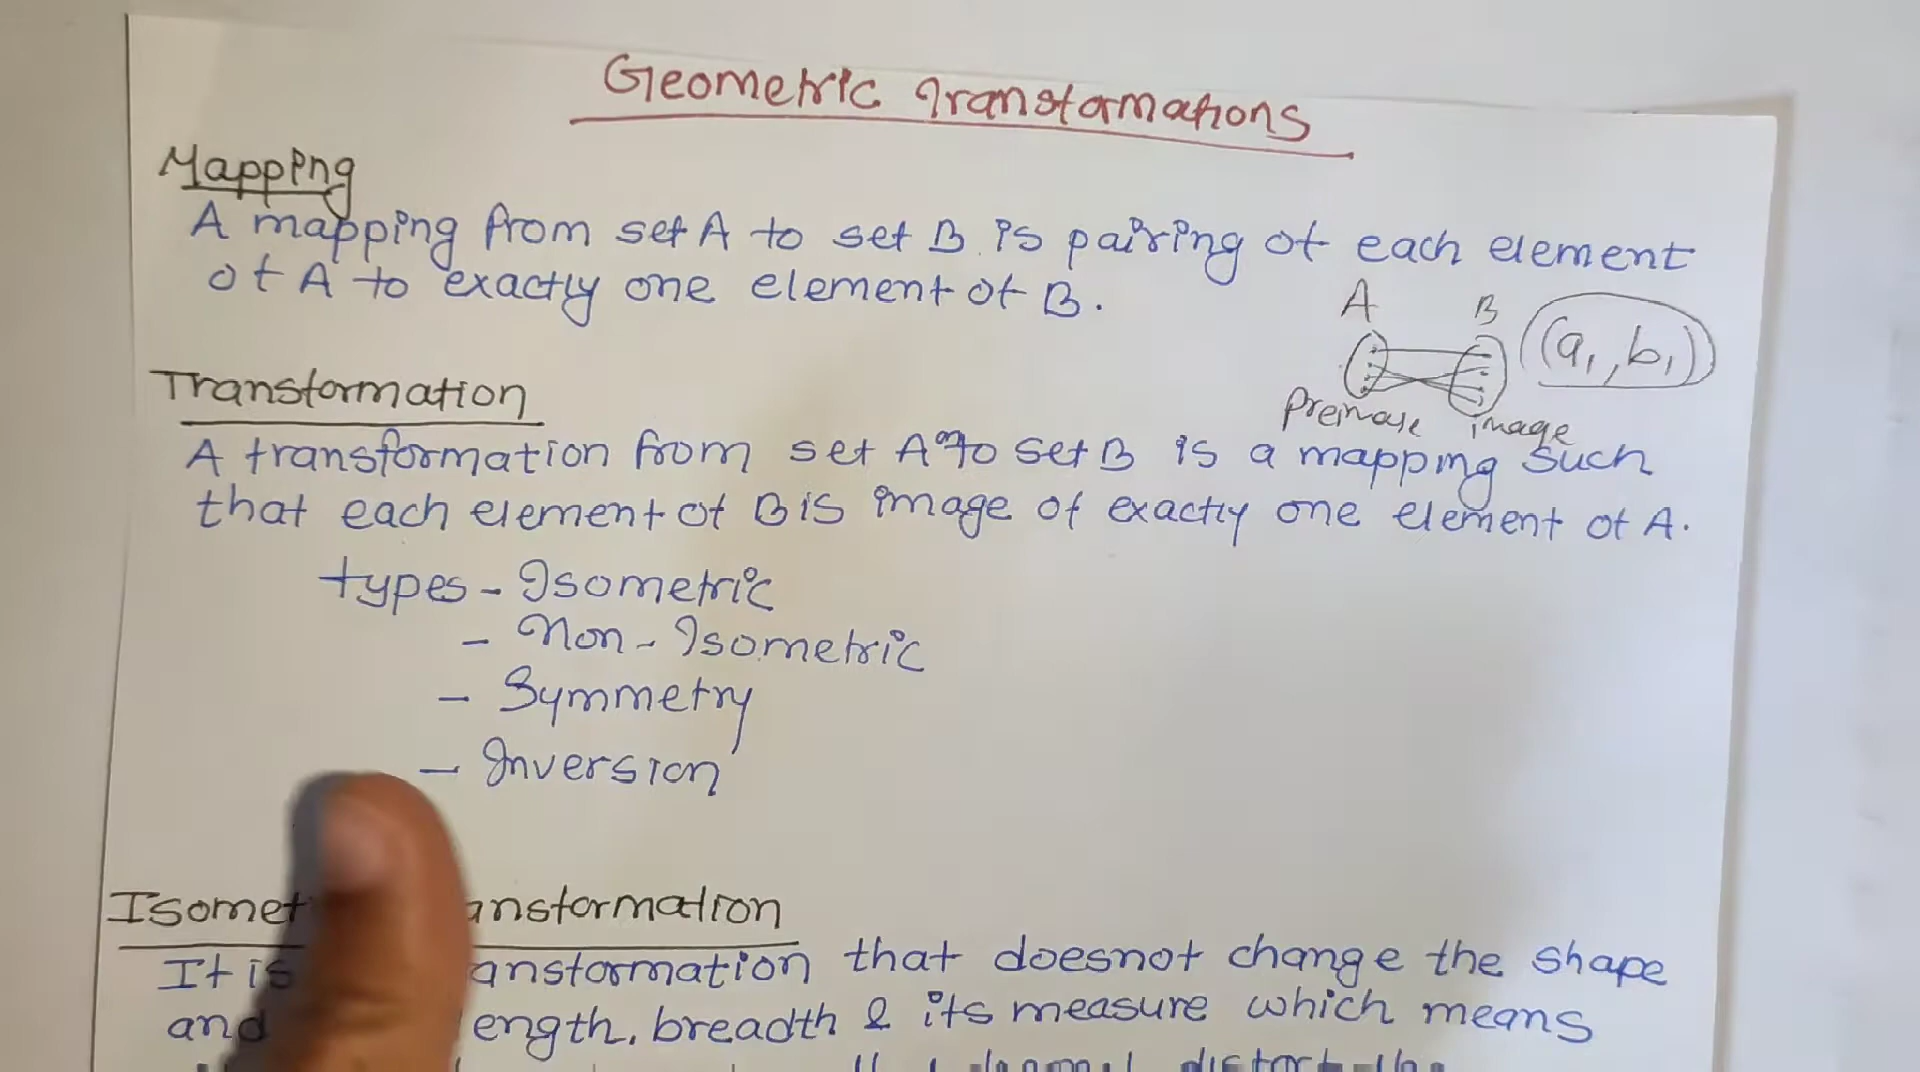 Geometric Transformations
Mapping
A mapping from set A to set B is pairing of each element
of A to exactly one element of B.
A B (a₁, b₁)
Preimage image
Transformation
A transformation from set A to set B is a mapping such
that each element of B is image of exactly one element of A.
types - Isometric
- Non-Isometric
- Symmetry
- Inversion
Isomet ansformation
It is ansformation that doesnot change the shape
and ength, breadth & its measure which means
distort the